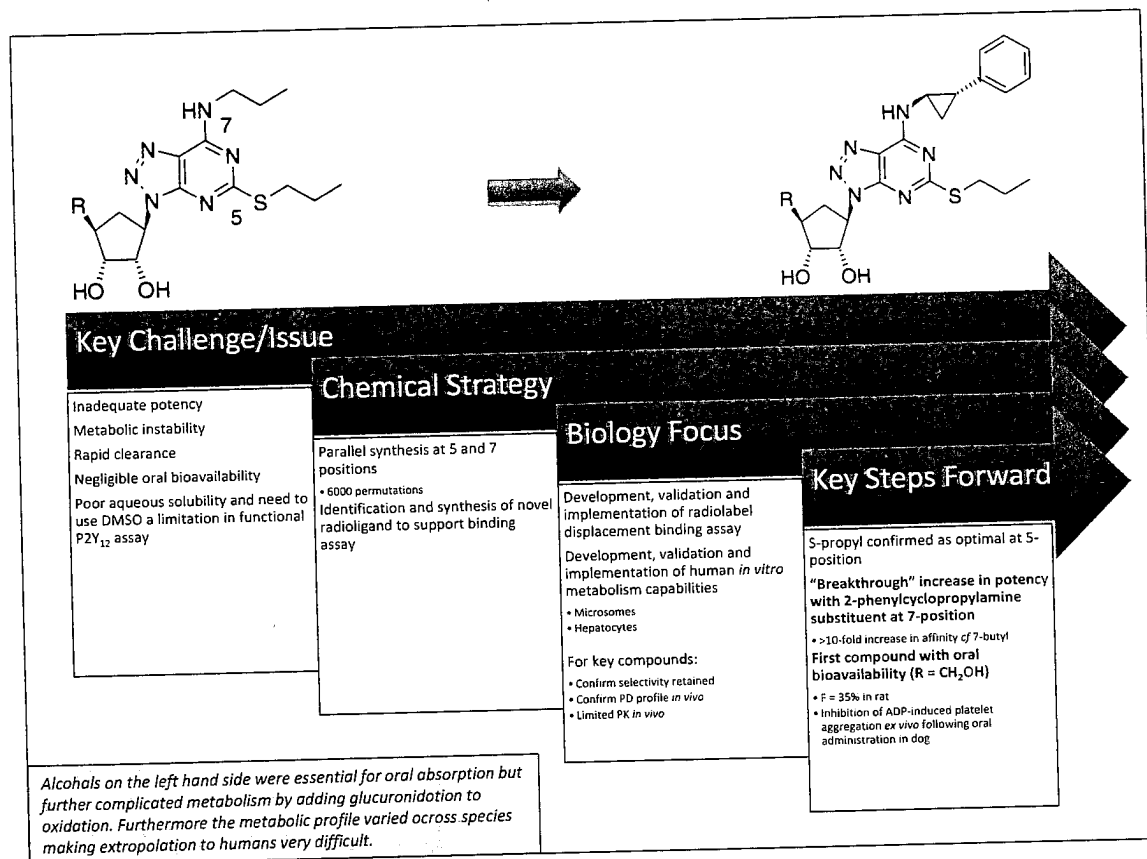 HN
7
N
N
N
N
N
S
5
R
HO
OH
HN
N
N
N
N
N
S
R
HO
OH
Key Challenge/Issue
Inadequate potency
Metabolic instability
Rapid clearance
Negligible oral bioavailability
Poor aqueous solubility and need to
use DMSO a limitation in functional
P2Y₁₂ assay
Chemical Strategy
Parallel synthesis at 5 and 7
positions
• 6000 permutations
Identification and synthesis of novel
radioligand to support binding
assay
Biology Focus
Development, validation and
implementation of radiolabel
displacement binding assay
Development, validation and
implementation of human in vitro
metabolism capabilities
• Microsomes
• Hepatocytes
For key compounds:
• Confirm selectivity retained
• Confirm PD profile in vivo
• Limited PK in vivo
Key Steps Forward
S-propyl confirmed as optimal at 5-
position
"Breakthrough" increase in potency
with 2-phenylcyclopropylamine
substituent at 7-position
• >10-fold increase in affinity cf 7-butyl
First compound with oral
bioavailability (R = CH₂OH)
• F = 35% in rat
• Inhibition of ADP-induced platelet
aggregation ex vivo following oral
administration in dog
Alcohals on the left hand side were essential for oral absorption but
further complicated metabolism by adding glucuronidotion to
oxidation. Furthermore the metabolic profile varied ocross species
making extropolation to humans very difficult.